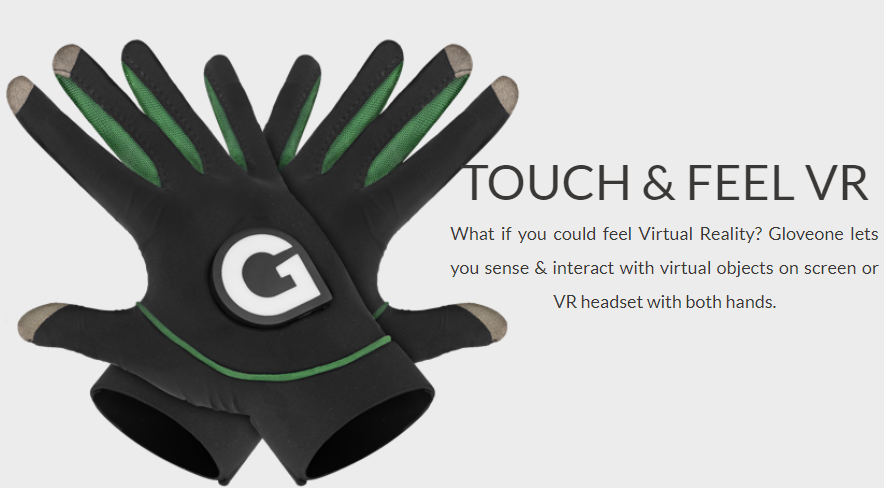 G
TOUCH & FEEL VR
What if you could feel Virtual Reality? Gloveone lets
you sense & interact with virtual objects on screen or
VR headset with both hands.